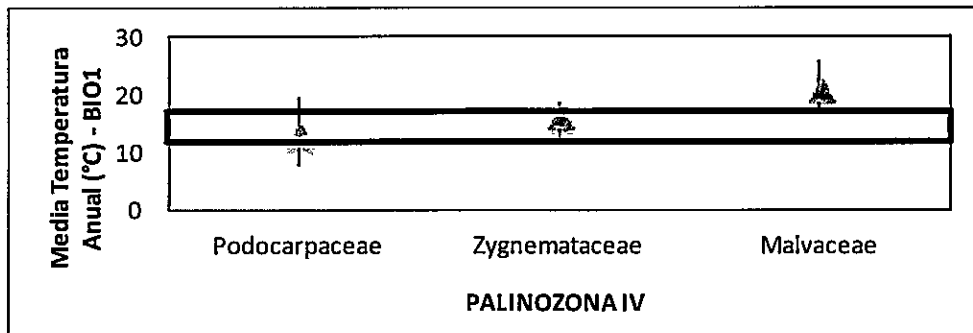 Media Temperatura
Anual (°C) - BIO1
30
20
10
0
Podocarpaceae
Zygnemataceae
Malvaceae
PALINOZONA IV